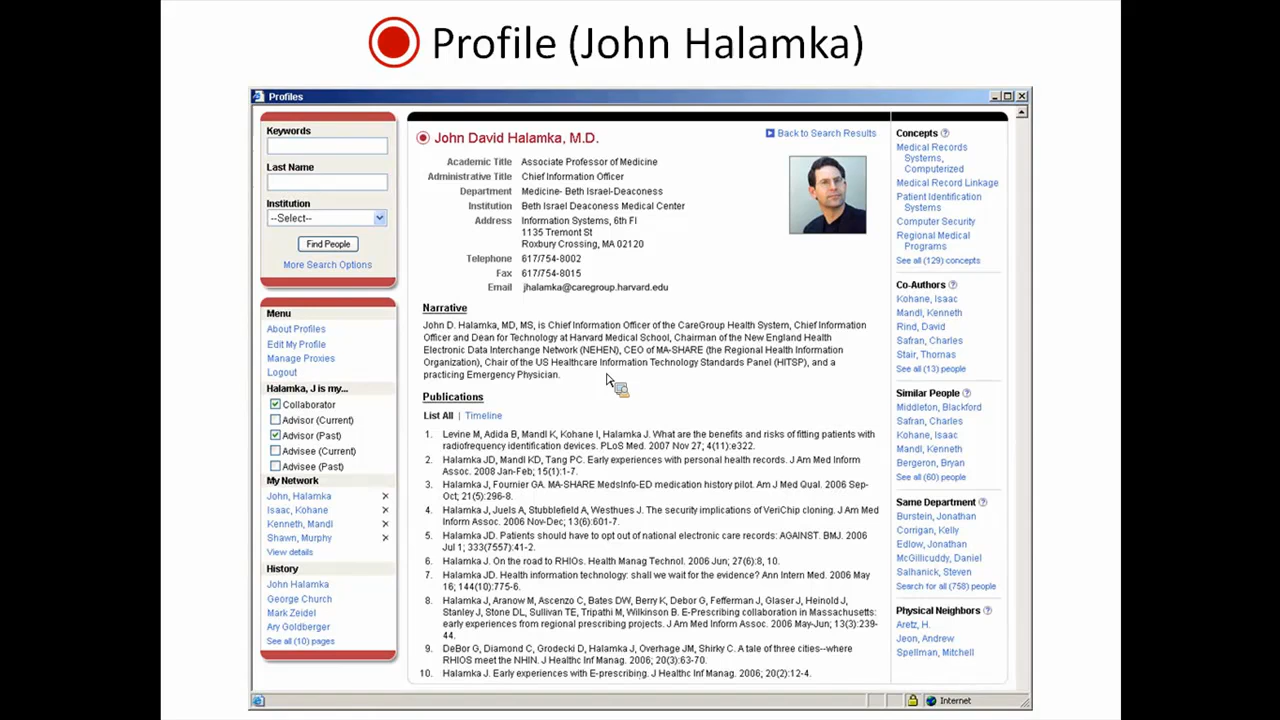 Profile (John Halamka)
Profiles
Keywords
Last Name
Institution
--Select--
Find People
More Search Options
Menu
About Profiles
Edit My Profile
Manage Proxies
Logout
Halamka, J is my...
Collaborator
Advisor (Current)
Advisor (Past)
Advisee (Current)
Advisee (Past)
My Network
John, Halamka
Isaac, Kohane
Kenneth, Mandl
Shawn, Murphy
View details
History
John Halamka
George Church
Mark Zeidel
Ary Goldberger
See all (10) pages
John David Halamka, M.D.
Back to Search Results
Academic Title Associate Professor of Medicine
Administrative Title Chief Information Officer
Department Medicine- Beth Israel-Deaconess
Institution Beth Israel Deaconess Medical Center
Address Information Systems, 6th Fl
1135 Tremont St
Roxbury Crossing, MA 02120
Telephone 617/754-8002
Fax 617/754-8015
Email jhalamka@caregroup.harvard.edu
Narrative
John D. Halamka, MD, MS, is Chief Information Officer of the CareGroup Health System, Chief Information
Officer and Dean for Technology at Harvard Medical School, Chairman of the New England Health
Electronic Data Interchange Network (NEHEN), CEO of MA-SHARE (the Regional Health Information
Organization), Chair of the US Healthcare Information Technology Standards Panel (HITSP), and a
practicing Emergency Physician.
Publications
List All | Timeline
1. Levine M, Adida B, Mandl K, Kohane I, Halamka J. What are the benefits and risks of fitting patients with
radiofrequency identification devices. PLoS Med. 2007 Nov 27; 4(11):e322.
2. Halamka JD, Mandl KD, Tang PC. Early experiences with personal health records. J Am Med Inform
Assoc. 2008 Jan-Feb; 15(1):1-7.
3. Halamka J, Fournier GA. MA-SHARE MedsInfo-ED medication history pilot. Am J Med Qual. 2006 Sep-
Oct; 21(5):296-8.
4. Halamka J, Juels A, Stubblefield A, Westhues J. The security implications of VeriChip cloning. J Am Med
Inform Assoc. 2006 Nov-Dec; 13(6):601-7.
5. Halamka JD. Patients should have to opt out of national electronic care records: AGAINST. BMJ. 2006
Jul 1; 333(7557):41-2.
6. Halamka J. On the road to RHIOs. Health Manag Technol. 2006 Jun; 27(6):8, 10.
7. Halamka JD. Health information technology: shall we wait for the evidence? Ann Intern Med. 2006 May
16; 144(10):775-6.
8. Halamka J, Aranow M, Ascenzo C, Bates DW, Berry K, Debor G, Fefferman J, Glaser J, Heinold J,
Stanley J, Stone DL, Sullivan TE, Tripathi M, Wilkinson B. E-Prescribing collaboration in Massachusetts:
early experiences from regional prescribing projects. J Am Med Inform Assoc. 2006 May-Jun; 13(3):239-
44.
9. DeBor G, Diamond C, Grodecki D, Halamka J, Overhage JM, Shirky C. A tale of three cities--where
RHIOS meet the NHIN. J Healthc Inf Manag. 2006; 20(3):63-70.
10. Halamka J. Early experiences with E-prescribing. J Healthc Inf Manag. 2006; 20(2):12-4.
Concepts ?
Medical Records
Systems,
Computerized
Medical Record Linkage
Patient Identification
Systems
Computer Security
Regional Medical
Programs
See all (129) concepts
Co-Authors ?
Kohane, Isaac
Mandl, Kenneth
Rind, David
Safran, Charles
Stair, Thomas
See all (13) people
Similar People ?
Middleton, Blackford
Safran, Charles
Kohane, Isaac
Mandl, Kenneth
Bergeron, Bryan
See all (60) people
Same Department ?
Burstein, Jonathan
Corrigan, Kelly
Edlow, Jonathan
McGillicuddy, Daniel
Salhanick, Steven
Search for all (758) people
Physical Neighbors ?
Aretz, H.
Jeon, Andrew
Spellman, Mitchell
Internet